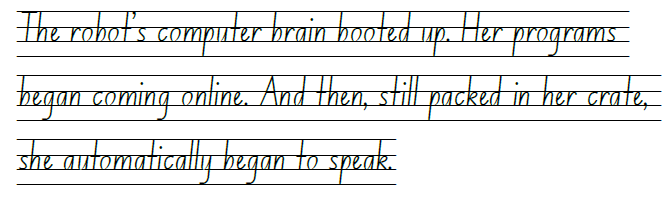 The robot's computer brain booted up. Her programs
began coming online. And then, still packed in her crate,
she automatically began to speak.